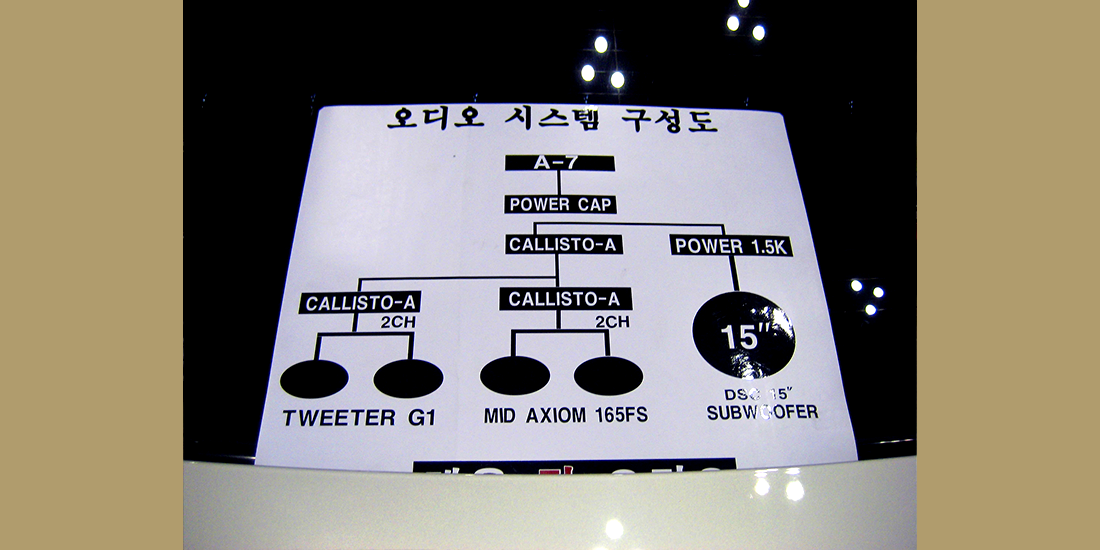 오디오 시스템 구성도
A-7
POWER CAP
CALLISTO-A
POWER 1.5K
CALLISTO-A
2CH
CALLISTO-A
2CH
15"
TWEETER G1
MID AXIOM 165FS
15"
SUBWOOFER